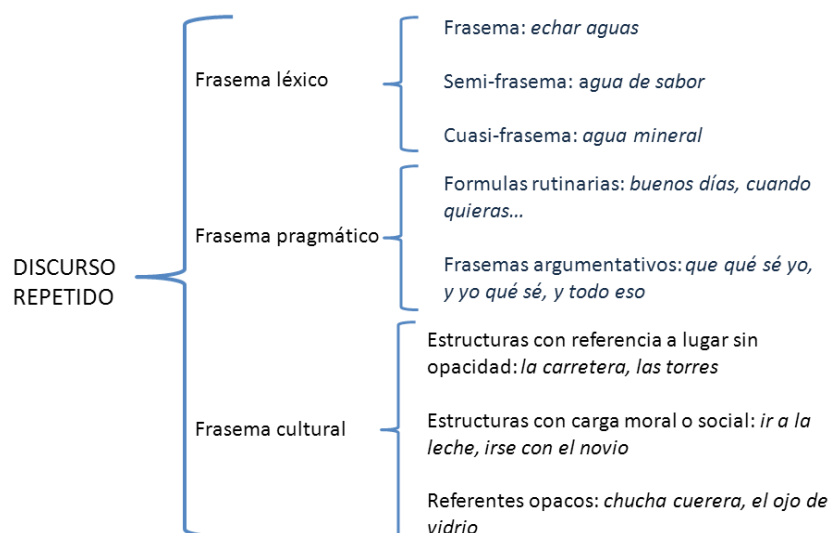 DISCURSO
REPETIDO
Frasema léxico
Frasema: echar aguas
Semi-frasema: agua de sabor
Cuasi-frasema: agua mineral
Frasema pragmático
Formulas rutinarias: buenos días, cuando
quieras...
Frasemas argumentativos: que qué sé yo,
y yo qué sé, y todo eso
Frasema cultural
Estructuras con referencia a lugar sin
opacidad: la carretera, las torres
Estructuras con carga moral o social: ir a la
leche, irse con el novio
Referentes opacos: chucha cuerera, el ojo de
vidrio